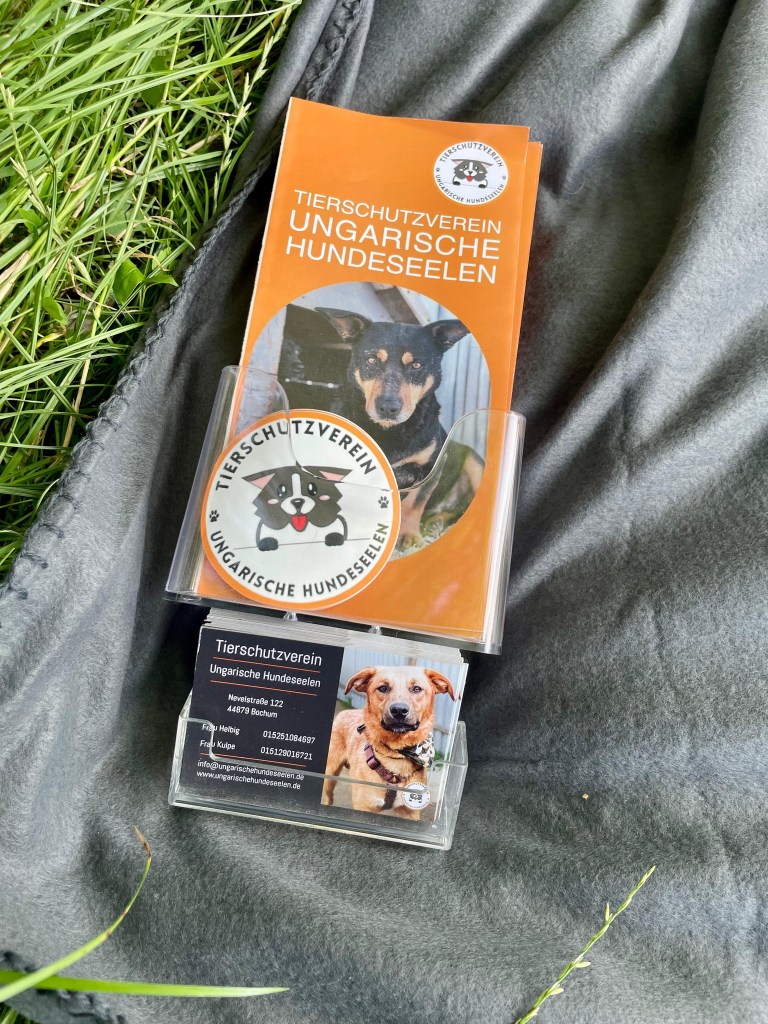 TIERSCHUTZVEREIN
UNGARISCHE HUNDESEELEN
TIERSCHUTZVEREIN
UNGARISCHE
HUNDESEELEN
TIERSCHUTZVEREIN
UNGARISCHE HUNDESEELEN
Tierschutzverein
Ungarische Hundeseelen
Nevelstraße 122
44879 Bochum
Frau Helbig 015251084697
Frau Kulpe 015129016721
info@ungarischehundeseelen.de
www.ungarischehundeseelen.de